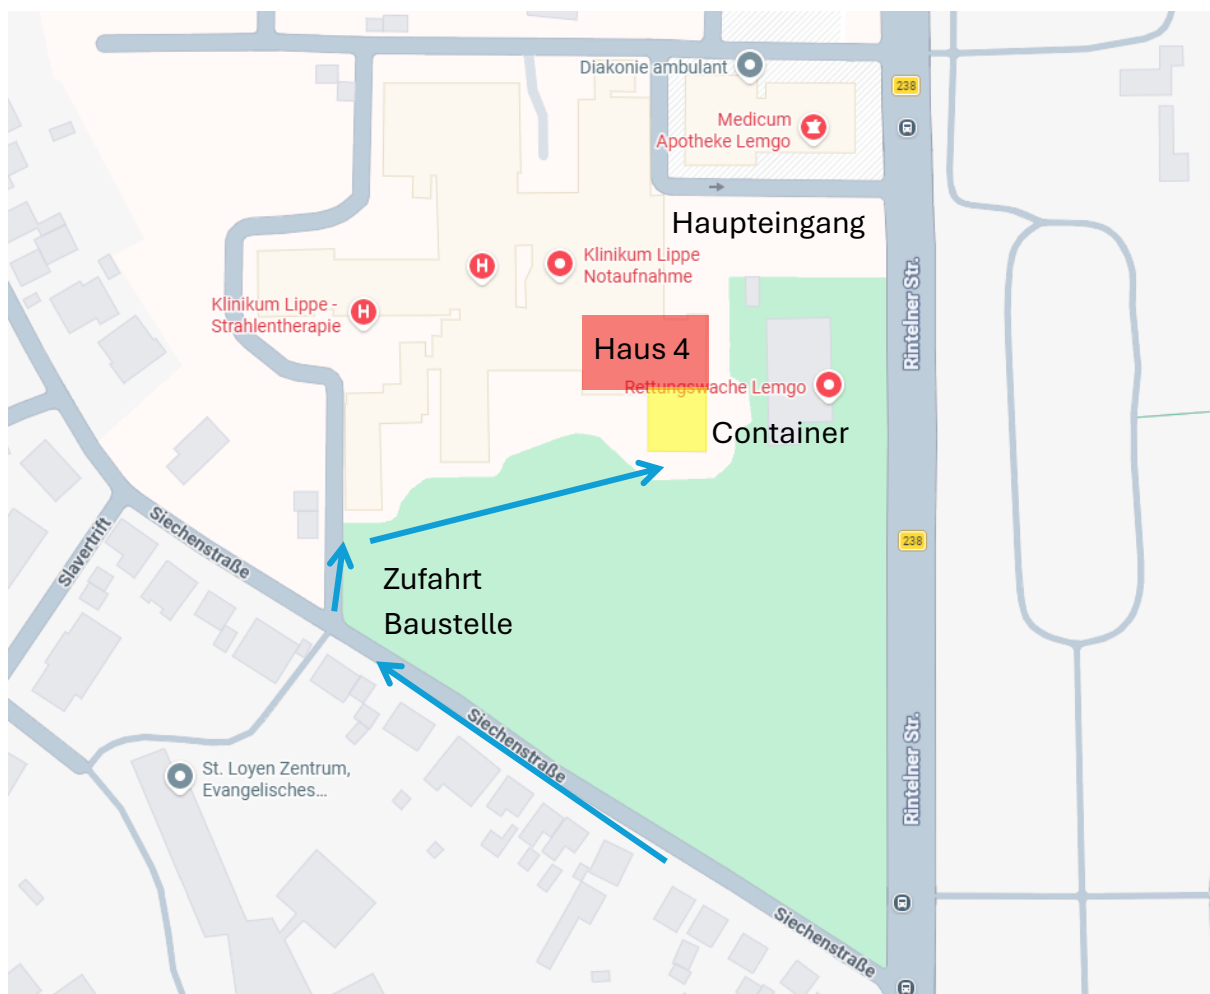 Diakonie ambulant
238
Medicum
Apotheke Lemgo
Haupteingang
Klinikum Lippe
Notaufnahme
H
Klinikum Lippe -
Strahlentherapie
H
Rintelner Str.
Haus 4
Rettungswache Lemgo
Container
Siechenstraße
Slavertrift
238
Zufahrt
Baustelle
Siechenstraße
Rintelner Str.
St. Loyen Zentrum,
Evangelisches...
Siechenstraße